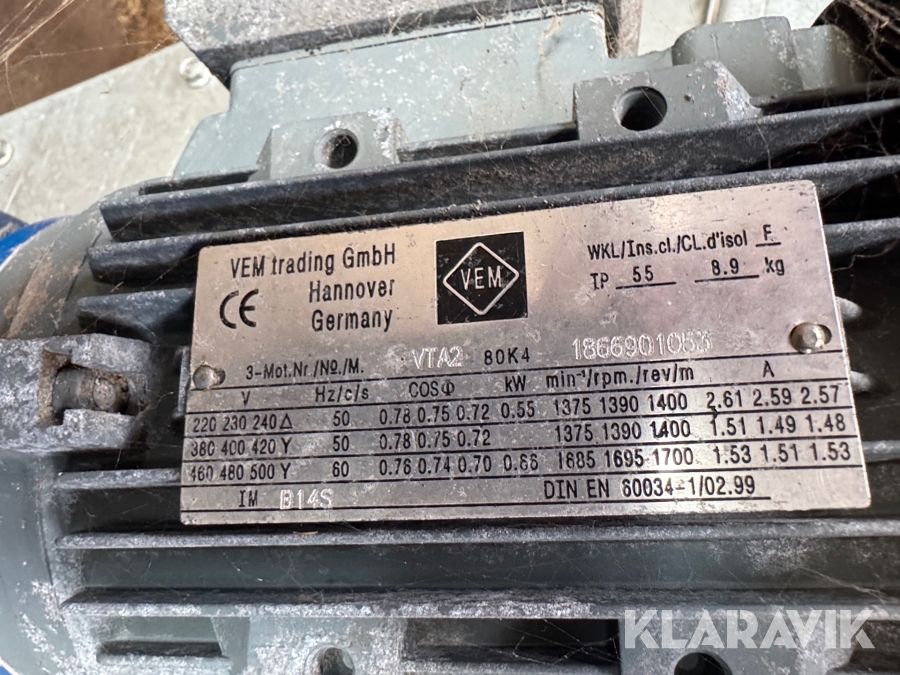 VEM trading GmbH
Hannover
Germany
CE
VEM
WKL/Ins.cl./CL.d'isol F
IP 55 8.9 kg
3-Mot.Nr./No./M. VTA2 80K4 1866901053
V Hz/c/s COSΦ kW min⁻¹/rpm./rev/m A
220 230 240 Δ 50 0.78 0.75 0.72 0.55 1375 1390 1400 2.61 2.59 2.57
380 400 420 Y 50 0.78 0.75 0.72 1375 1390 1400 1.51 1.49 1.48
460 480 500 Y 60 0.76 0.74 0.70 0.66 1685 1695 1700 1.53 1.51 1.53
IM B14S DIN EN 60034-1/02.99
KLARAVIK